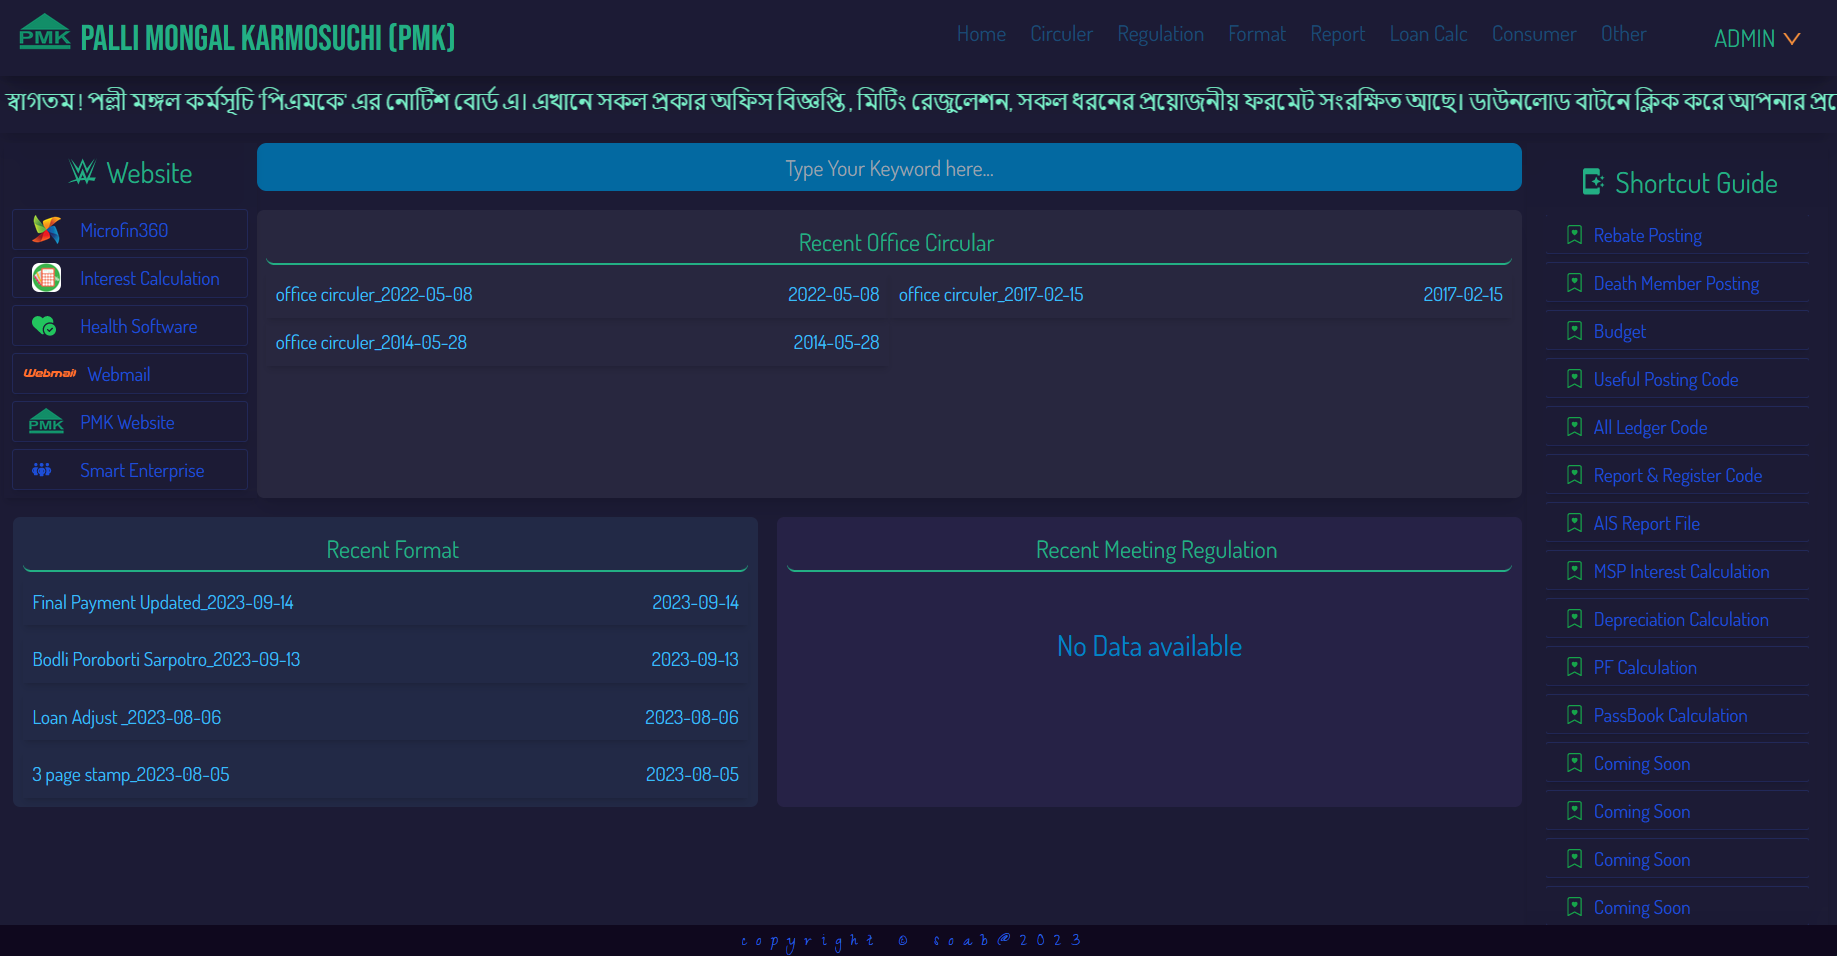 PMK PALLI MONGAL KARMOSUCHI (PMK)
Home Circuler Regulation Format Report Loan Calc Consumer Other
ADMIN
স্বাগতম ! পল্লী মঙ্গল কর্মসূচি 'পিএমকে' এর নোটিশ বোর্ড এ। এখানে সকল প্রকার অফিস বিজ্ঞপ্তি , মিটিং রেজুলেশন, সকল ধরনের প্রয়োজনীয় ফরমেট সংরক্ষিত আছে। ডাউনলোড বাটনে ক্লিক করে আপনার
Website
Microfin360
Interest Calculation
Health Software
Webmail Webmail
PMK PMK Website
Smart Enterprise
Type Your Keyword here...
Recent Office Circular
office circuler_2022-05-08 2022-05-08
office circuler_2017-02-15 2017-02-15
office circuler_2014-05-28 2014-05-28
Recent Format
Final Payment Updated_2023-09-14 2023-09-14
Bodli Poroborti Sarpotro_2023-09-13 2023-09-13
Loan Adjust _2023-08-06 2023-08-06
3 page stamp_2023-08-05 2023-08-05
Recent Meeting Regulation
No Data available
Shortcut Guide
Rebate Posting
Death Member Posting
Budget
Useful Posting Code
All Ledger Code
Report & Register Code
AIS Report File
MSP Interest Calculation
Depreciation Calculation
PF Calculation
PassBook Calculation
Coming Soon
Coming Soon
Coming Soon
Coming Soon
copyright © soab@2023